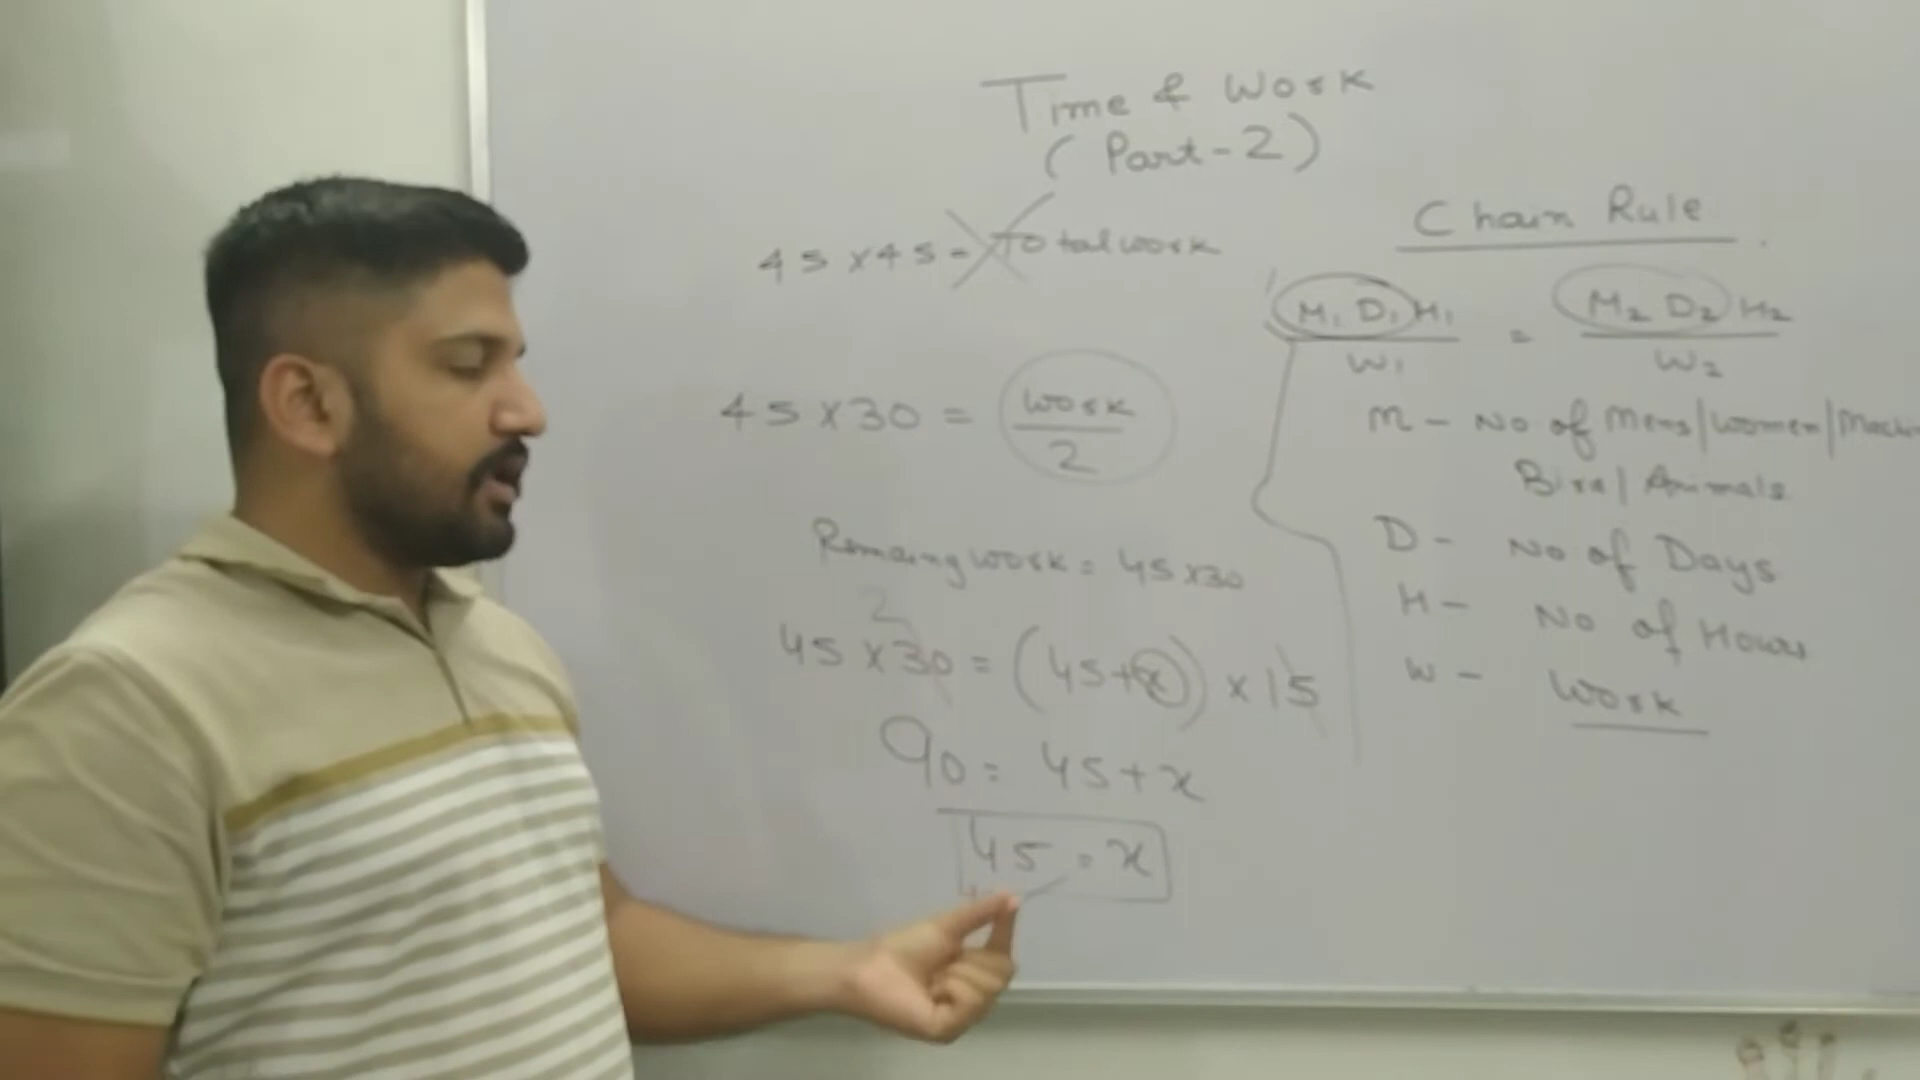 Time & Work
(Part-2)
45 x 45 = Total work
45 x 30 = work
2
Remaing work = 45 x 30
2
45 x 30 = (45+x) x 15
90 = 45+x
45 = x
Chain Rule
M₁ D₁ H₁ = M₂ D₂ H₂
W₁ W₂
M - No of Mens/women/Machin
Bird/Animals
D - No of Days
H - No of Hours
W - Work